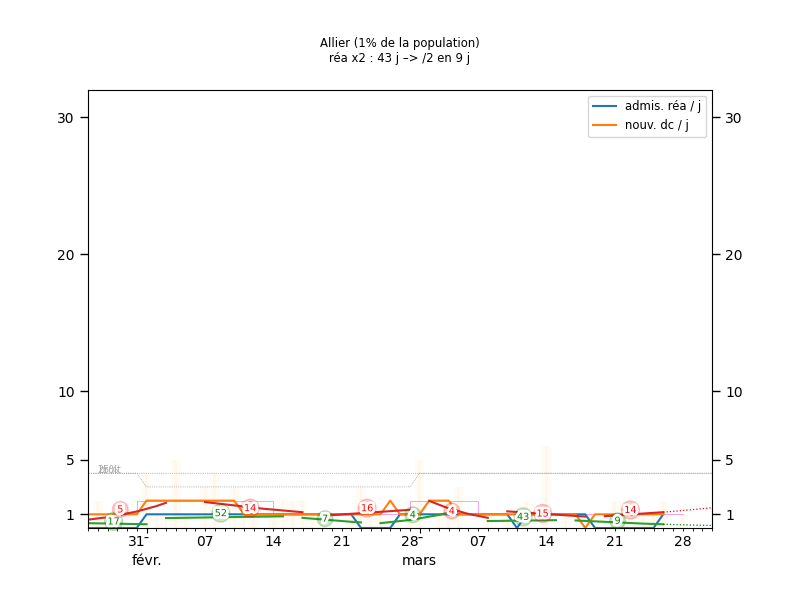 Allier (1% de la population)
réa x2 : 43 j –> /2 en 9 j
admis. réa / j
nouv. dc / j
30 30
20 20
10 10
5 5
1 1
5 17 52 14 7 16 4 4 43 15 9 14
31 07 14 21 28 07 14 21 28
févr. mars